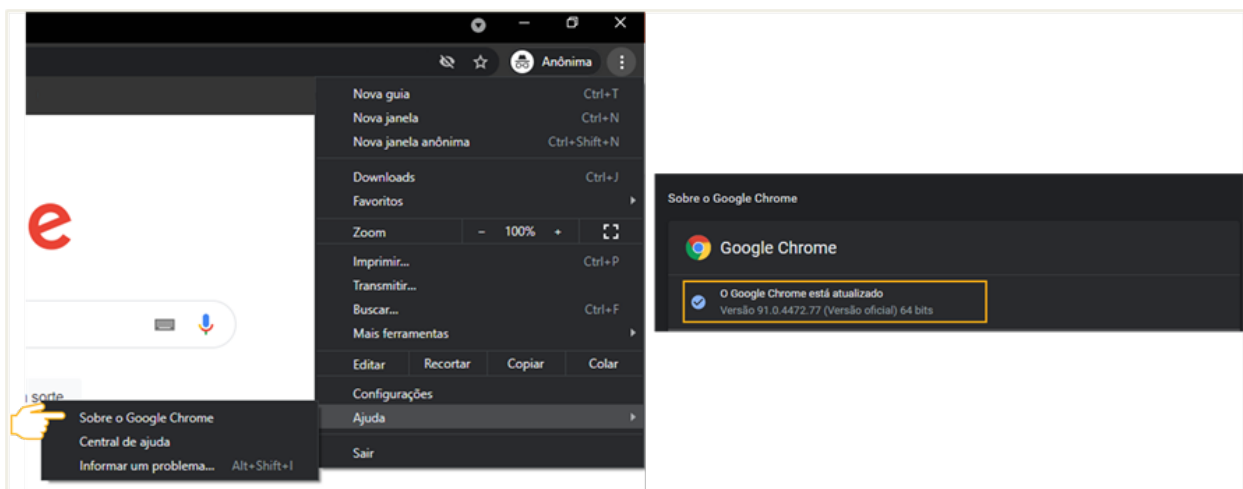 Anônima
Nova guia Ctrl+T
Nova janela Ctrl+N
Nova janela anônima Ctrl+Shift+N
Downloads Ctrl+J
Favoritos
Zoom - 100% +
Imprimir... Ctrl+P
Transmitir...
Buscar... Ctrl+F
Mais ferramentas
Editar Recortar Copiar Colar
Configurações
Ajuda
Sair
e
sorte
Sobre o Google Chrome
Central de ajuda
Informar um problema... Alt+Shift+I
Sobre o Google Chrome
Google Chrome
O Google Chrome está atualizado
Versão 91.0.4472.77 (Versão oficial) 64 bits